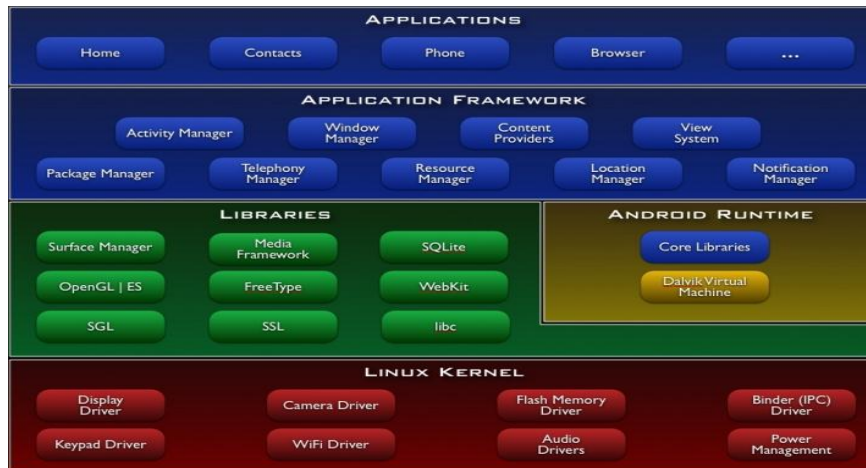 APPLICATIONS
Home
Contacts
Phone
Browser
...
APPLICATION FRAMEWORK
Activity Manager
Window
Manager
Content
Providers
View
System
Package Manager
Telephony
Manager
Resource
Manager
Location
Manager
Notification
Manager
LIBRARIES
Surface Manager
Media
Framework
SQLite
OpenGL | ES
FreeType
WebKit
SGL
SSL
libc
ANDROID RUNTIME
Core Libraries
Dalvik Virtual
Machine
LINUX KERNEL
Display
Driver
Camera Driver
Flash Memory
Driver
Binder (IPC)
Driver
Keypad Driver
WiFi Driver
Audio
Drivers
Power
Management